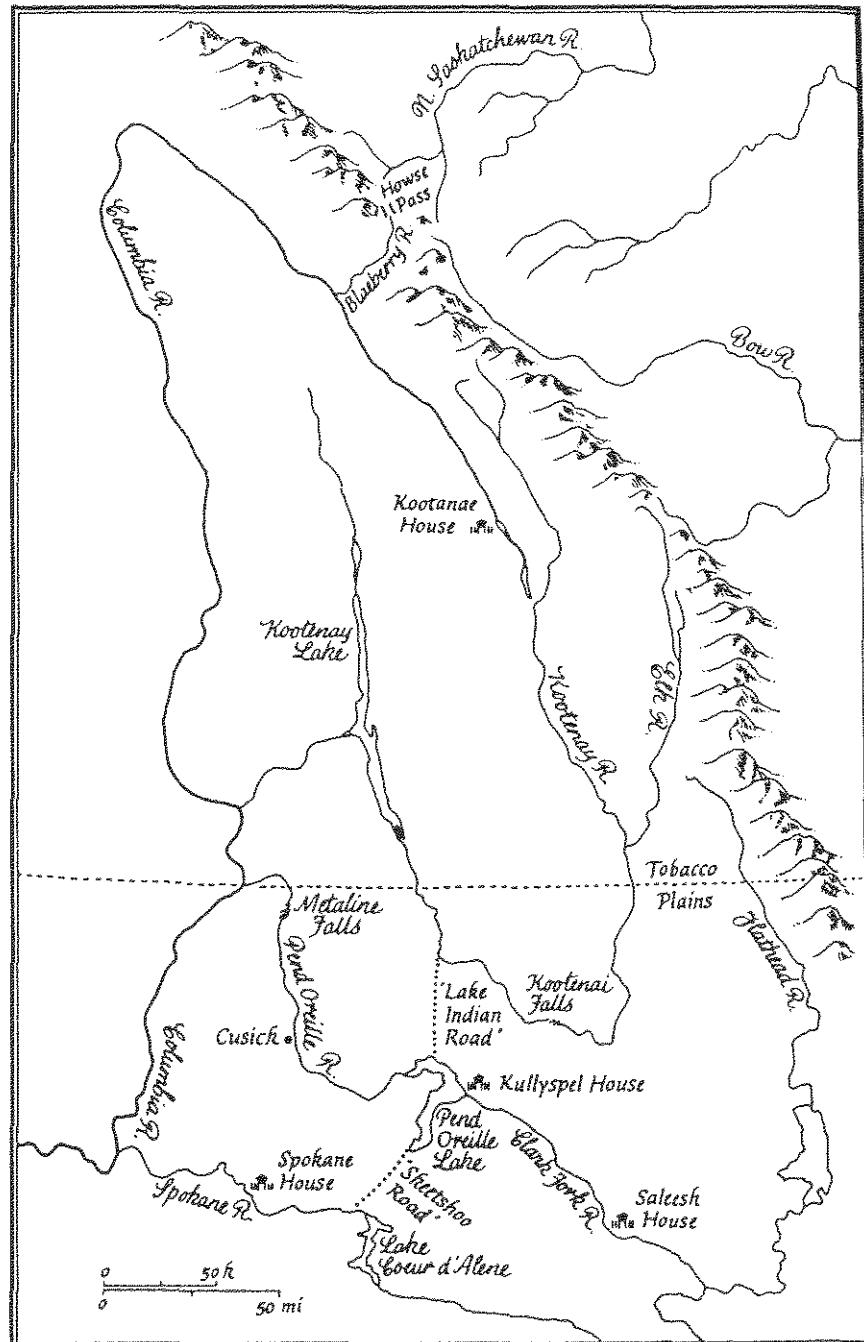 N. Saskatchewan R.
Howse
Pass
Columbia R.
Blaeberry R.
Bow R.
Kootanae
House
Kootenay
Lake
Kootenay R.
Elk R.
Tobacco
Plains
Metaline
Falls
Flathead R.
Pend Oreille R.
Kootenai
Falls
"Lake
Indian
Road"
Cusick
Columbia R.
Kullyspel House
Pend
Oreille
Lake
Clark Fork R.
Spokane
House
"Skeetshoo
Road"
Saleesh
House
Spokane R.
Lake
Coeur d'Alene
0 50 k
0 50 mi